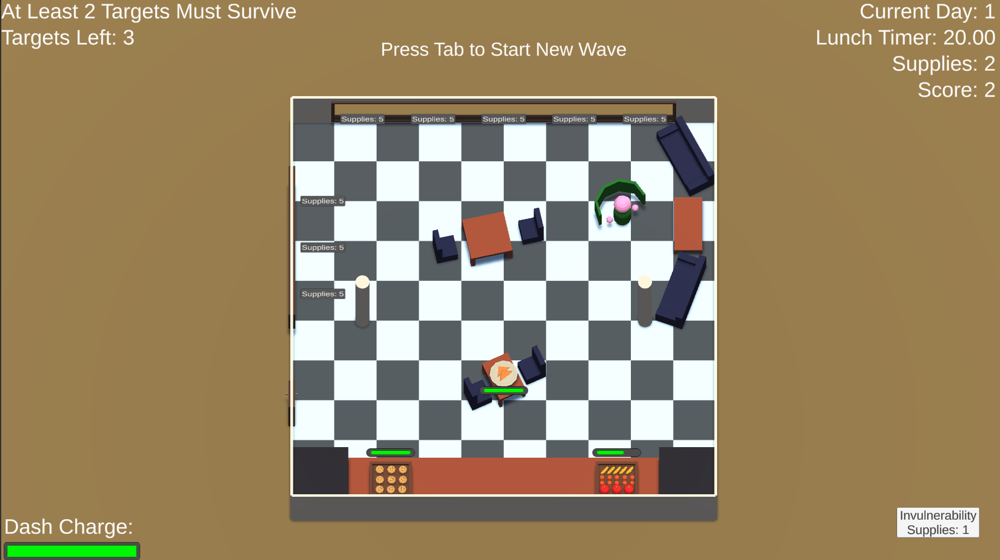 At Least 2 Targets Must Survive
Targets Left: 3
Press Tab to Start New Wave
Current Day: 1
Lunch Timer: 20.00
Supplies: 2
Score: 2
Supplies: 5
Supplies: 5
Supplies: 5
Supplies: 5
Supplies: 5
Supplies: 5
Supplies: 5
Supplies: 5
Dash Charge:
Invulnerability
Supplies: 1